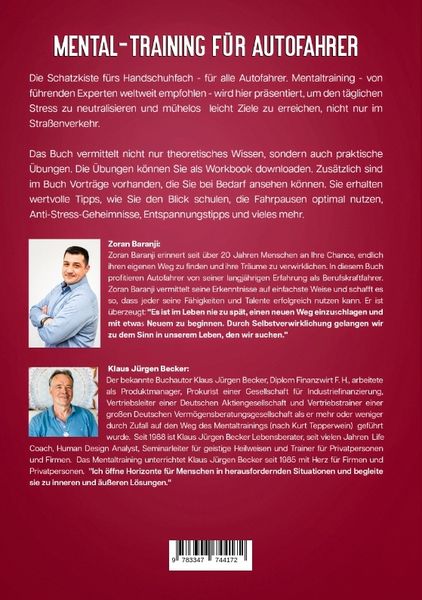 MENTAL-TRAINING FÜR AUTOFAHRER
Die Schatzkiste fürs Handschuhfach - für alle Autofahrer. Mentaltraining - von
führenden Experten weltweit empfohlen - wird hier präsentiert, um den täglichen
Stress zu neutralisieren und mühelos leicht Ziele zu erreichen, nicht nur im
Straßenverkehr.
Das Buch vermittelt nicht nur theoretisches Wissen, sondern auch praktische
Übungen. Die Übungen können Sie als Workbook downloaden. Zusätzlich sind
im Buch Vorträge vorhanden, die Sie bei Bedarf ansehen können. Sie erhalten
wertvolle Tipps, wie Sie den Blick schulen, die Fahrpausen optimal nutzen,
Anti-Stress-Geheimnisse, Entspannungstipps und vieles mehr.
Zoran Baranji:
Zoran Baranji erinnert seit über 20 Jahren Menschen an Ihre Chance, endlich
ihren eigenen Weg zu finden und ihre Träume zu verwirklichen. In diesem Buch
profitieren Autofahrer von seiner langjährigen Erfahrung als Berufskraftfahrer.
Zoran Baranji vermittelt seine Erkenntnisse auf einfachste Weise und schafft es
so, dass jeder seine Fähigkeiten und Talente erfolgreich nutzen kann. Er ist
überzeugt: "Es ist im Leben nie zu spät, einen neuen Weg einzuschlagen und
mit etwas Neuem zu beginnen. Durch Selbstverwirklichung gelangen wir
zu dem Sinn in unserem Leben, den wir suchen."
Klaus Jürgen Becker:
Der bekannte Buchautor Klaus Jürgen Becker, Diplom Finanzwirt F. H., arbeitete
als Produktmanager, Prokurist einer Gesellschaft für Industriefinanzierung,
Vertriebsleiter einer Deutschen Aktiengesellschaft und Vertriebstrainer einer
großen Deutschen Vermögensberatungsgesellschaft als er mehr oder weniger
durch Zufall auf den Weg des Mentaltrainings (nach Kurt Tepperwein) geführt
wurde. Seit 1988 ist Klaus Jürgen Becker Lebensberater, seit vielen Jahren Life
Coach, Human Design Analyst, Seminarleiter für geistige Heilweisen und Trainer für Privatpersonen
und Firmen. Das Mentaltraining unterrichtet Klaus Jürgen Becker seit 1985 mit Herz für Firmen und
Privatpersonen. "Ich öffne Horizonte für Menschen in herausfordernden Situationen und begleite
sie zu inneren und äußeren Lösungen."
9 783347 744172